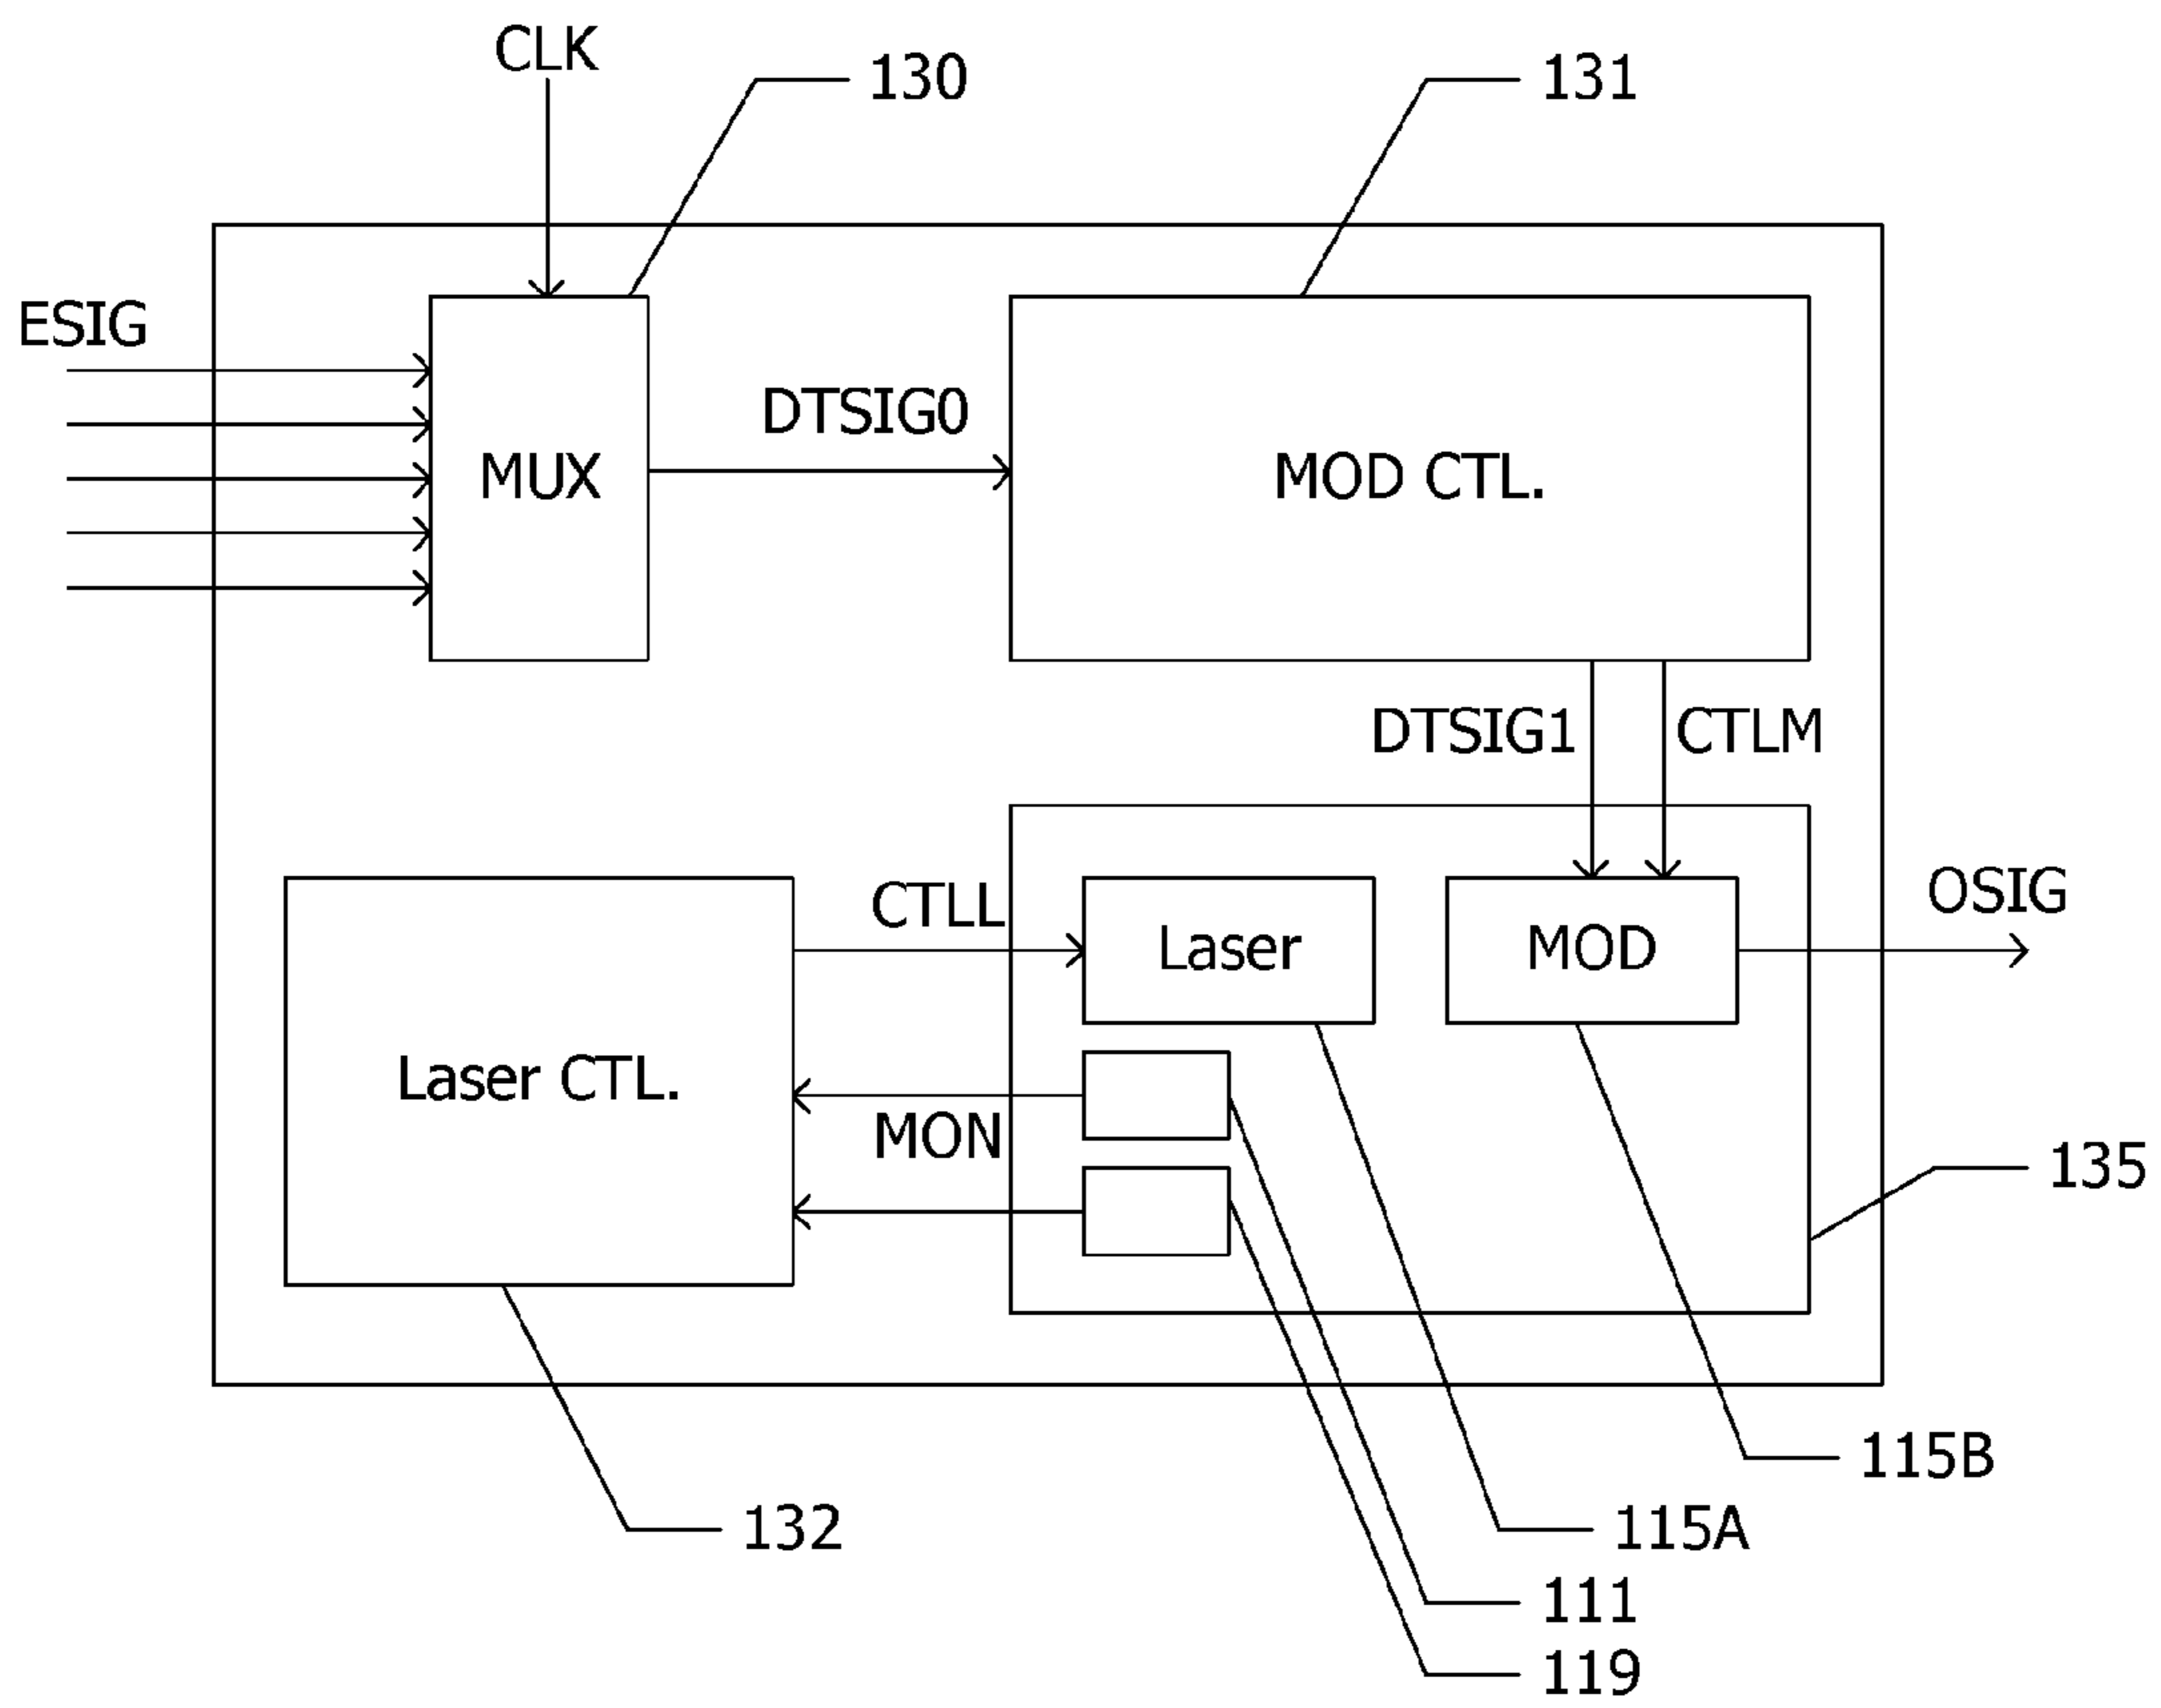 CLK
130
131
ESIG
DTSIG0
MUX
MOD CTL.
DTSIG1
CTLM
CTLL
OSIG
Laser
MOD
Laser CTL.
MON
135
115B
132
115A
111
119